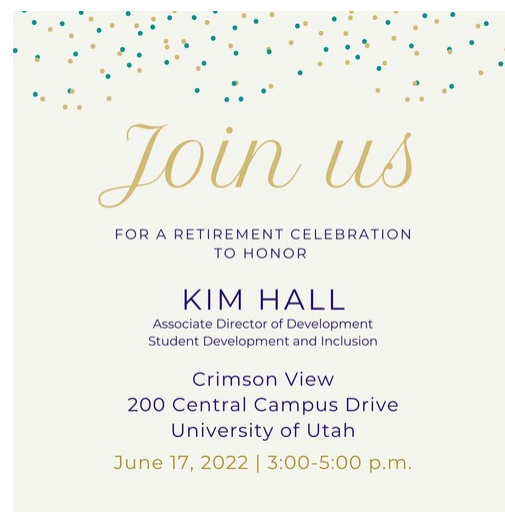 Join us
FOR A RETIREMENT CELEBRATION
TO HONOR
KIM HALL
Associate Director of Development
Student Development and Inclusion
Crimson View
200 Central Campus Drive
University of Utah
June 17, 2022 | 3:00-5:00 p.m.